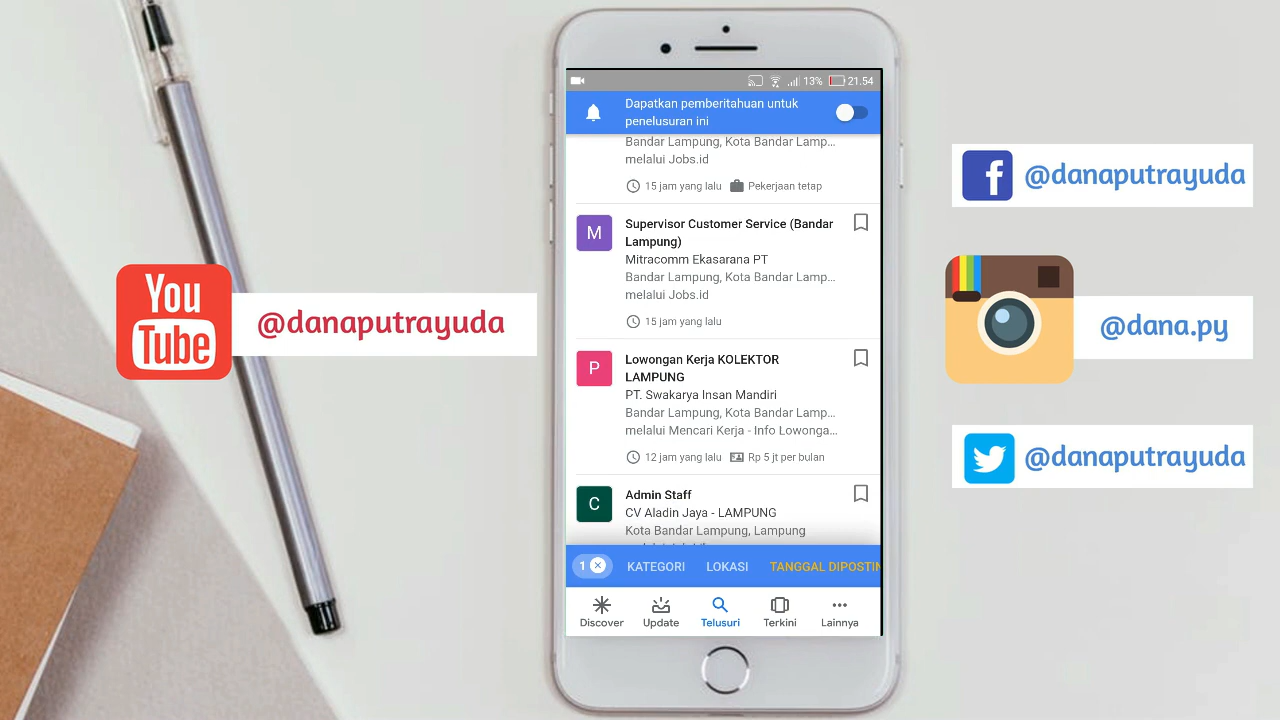 You
Tube
@danaputrayuda
13%
21.54
Dapatkan pemberitahuan untuk
penelusuran ini
Bandar Lampung, Kota Bandar Lamp...
melalui Jobs.id
15 jam yang lalu
Pekerjaan tetap
M
Supervisor Customer Service (Bandar
Lampung)
Mitracomm Ekasarana PT
Bandar Lampung, Kota Bandar Lamp...
melalui Jobs.id
15 jam yang lalu
P
Lowongan Kerja KOLEKTOR
LAMPUNG
PT. Swakarya Insan Mandiri
Bandar Lampung, Kota Bandar Lamp...
melalui Mencari Kerja - Info Lowonga...
12 jam yang lalu
Rp 5 jt per bulan
C
Admin Staff
CV Aladin Jaya - LAMPUNG
Kota Bandar Lampung, Lampung
1
KATEGORI
LOKASI
TANGGAL DIPOSTIN
Discover
Update
Telusuri
Terkini
Lainnya
f
@danaputrayuda
@dana.py
@danaputrayuda